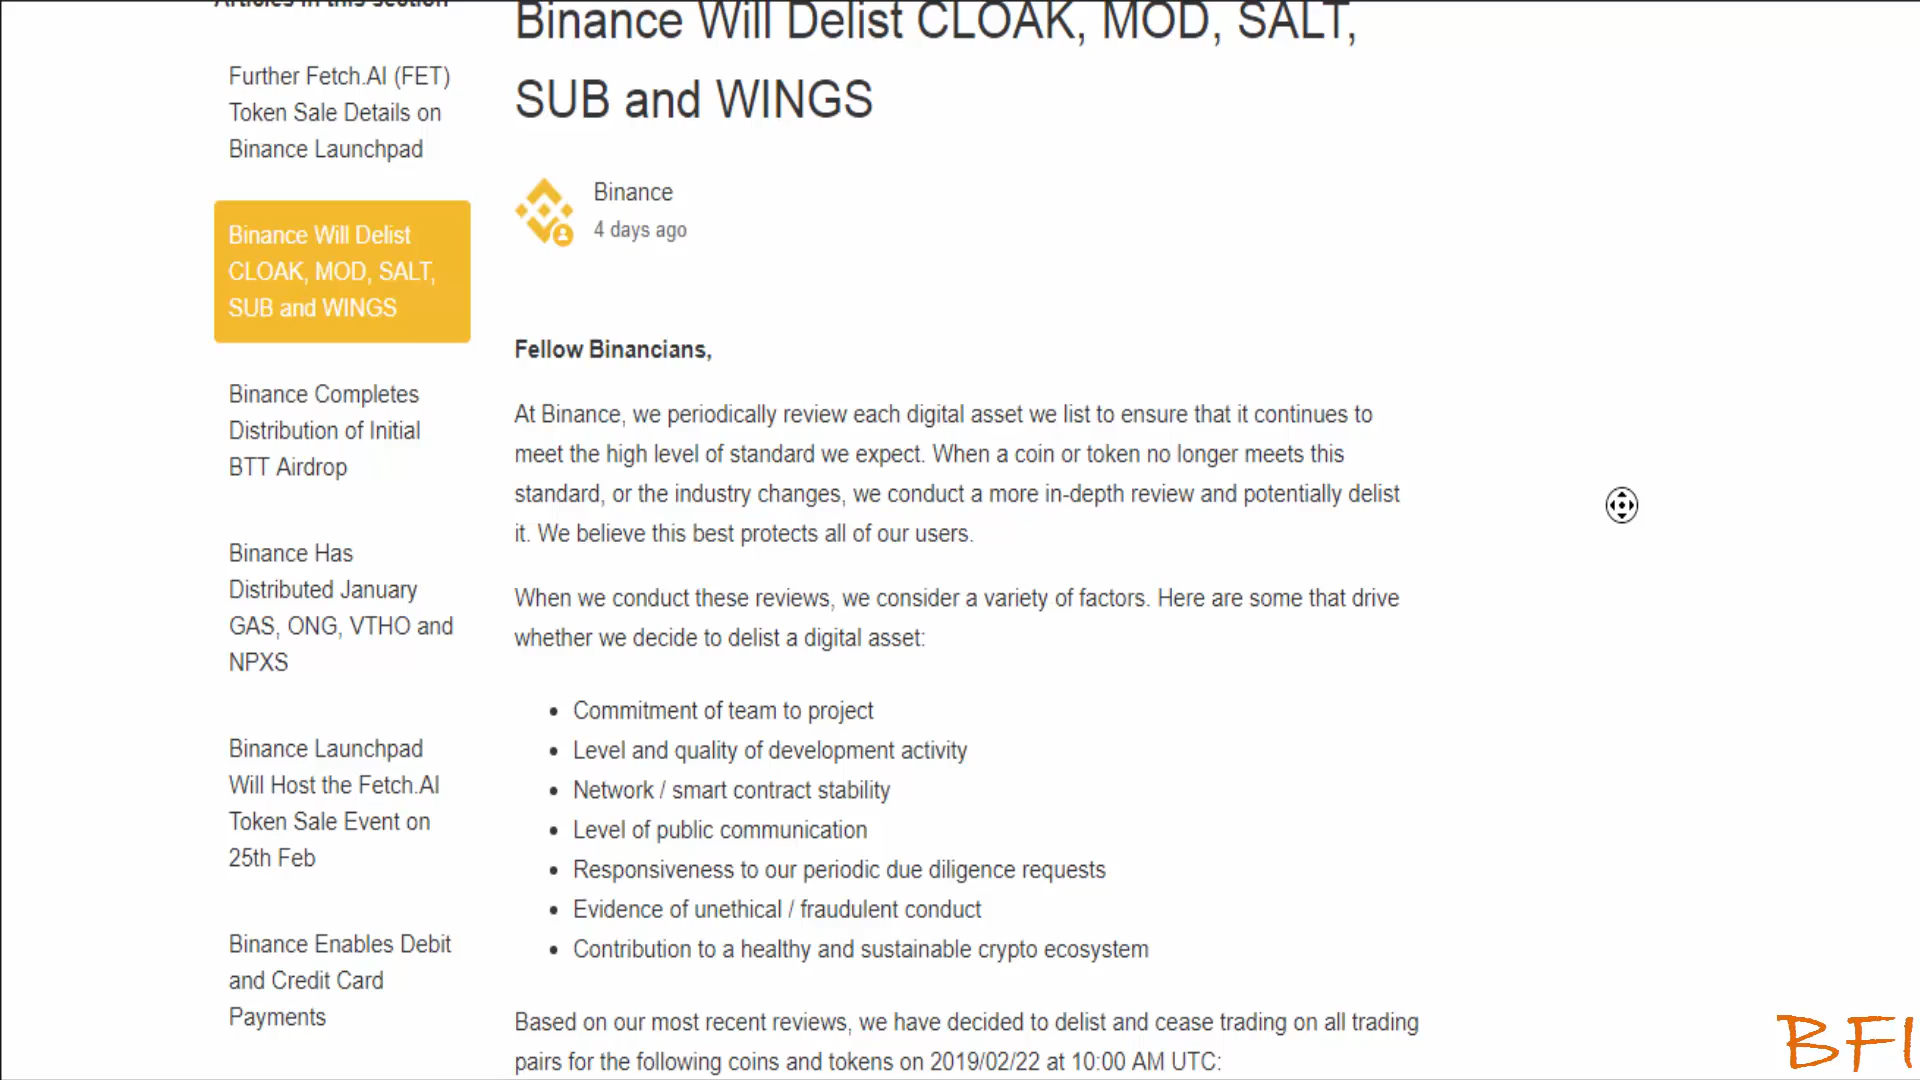 Articles in this section
Further Fetch.AI (FET)
Token Sale Details on
Binance Launchpad
Binance Will Delist
CLOAK, MOD, SALT,
SUB and WINGS
Binance Completes
Distribution of Initial
BTT Airdrop
Binance Has
Distributed January
GAS, ONG, VTHO and
NPXS
Binance Launchpad
Will Host the Fetch.AI
Token Sale Event on
25th Feb
Binance Enables Debit
and Credit Card
Payments
Binance Will Delist CLOAK, MOD, SALT,
SUB and WINGS
Binance
4 days ago
Fellow Binancians,
At Binance, we periodically review each digital asset we list to ensure that it continues to
meet the high level of standard we expect. When a coin or token no longer meets this
standard, or the industry changes, we conduct a more in-depth review and potentially delist
it. We believe this best protects all of our users.
When we conduct these reviews, we consider a variety of factors. Here are some that drive
whether we decide to delist a digital asset:
• Commitment of team to project
• Level and quality of development activity
• Network / smart contract stability
• Level of public communication
• Responsiveness to our periodic due diligence requests
• Evidence of unethical / fraudulent conduct
• Contribution to a healthy and sustainable crypto ecosystem
Based on our most recent reviews, we have decided to delist and cease trading on all trading
pairs for the following coins and tokens on 2019/02/22 at 10:00 AM UTC:
BFI